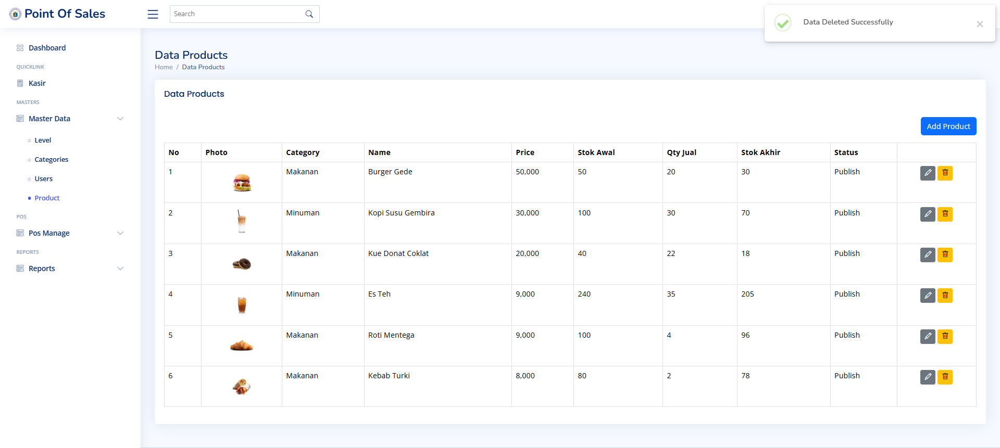 Point Of Sales
Search
Data Deleted Successfully
Dashboard
QUICKLINK
Kasir
MASTERS
Master Data
Level
Categories
Users
Product
POS
Pos Manage
REPORTS
Reports
Data Products
Home / Data Products
Data Products
Add Product
No Photo Category Name Price Stok Awal Qty Jual Stok Akhir Status
1 Makanan Burger Gede 50,000 50 20 30 Publish
2 Minuman Kopi Susu Gembira 30,000 100 30 70 Publish
3 Makanan Kue Donat Coklat 20,000 40 22 18 Publish
4 Minuman Es Teh 9,000 240 35 205 Publish
5 Makanan Roti Mentega 9,000 100 4 96 Publish
6 Makanan Kebab Turki 8,000 80 2 78 Publish